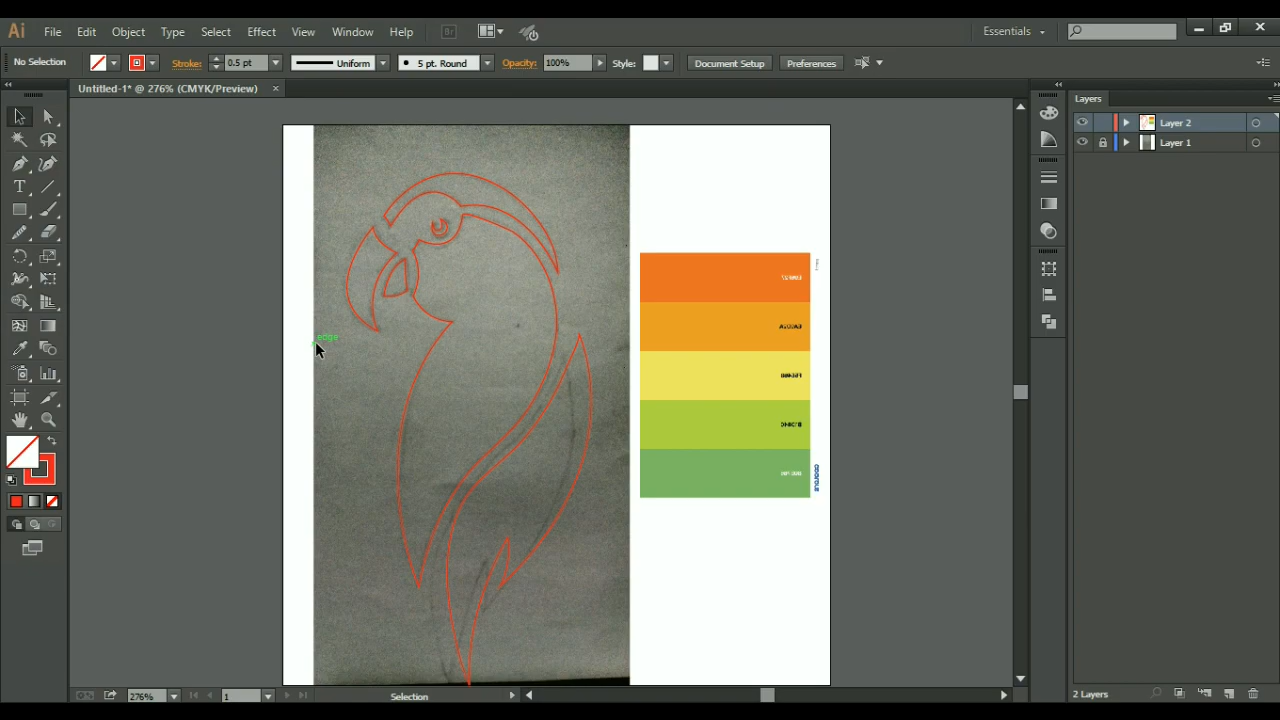 Ai File Edit Object Type Select Effect View Window Help Br Essentials
No Selection Stroke: 0.5 pt Uniform 5 pt. Round Opacity: 100% Style: Document Setup Preferences
Untitled-1* @ 276% (CMYK/Preview) ×
Layers
Layer 2
Layer 1
edge
276% 1 Selection
2 Layers